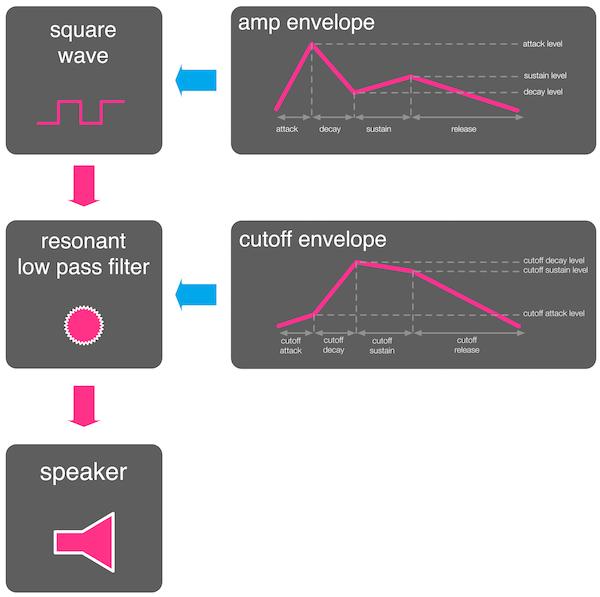 square
wave
amp envelope
attack level
sustain level
decay level
attack
decay
sustain
release
resonant
low pass filter
cutoff envelope
cutoff decay level
cutoff sustain level
cutoff attack level
cutoff
attack
cutoff
decay
cutoff
sustain
cutoff
release
speaker